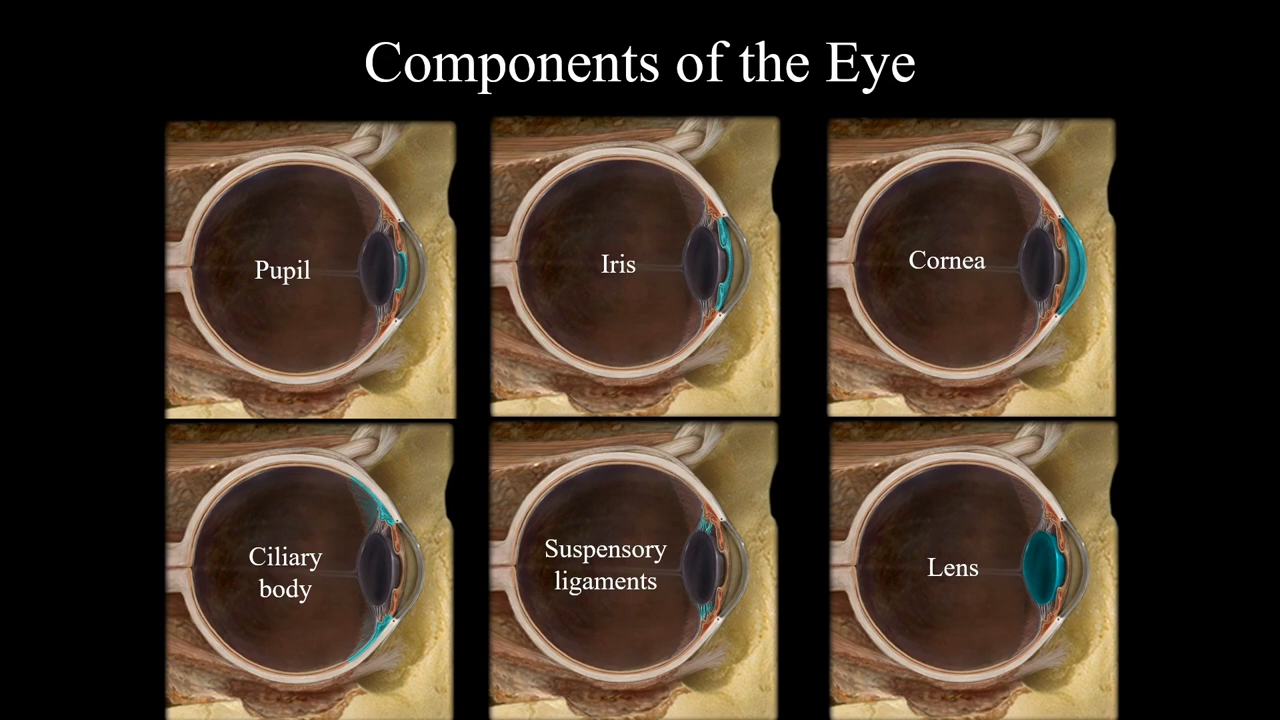 Components of the Eye
Pupil
Iris
Cornea
Ciliary
body
Suspensory
ligaments
Lens